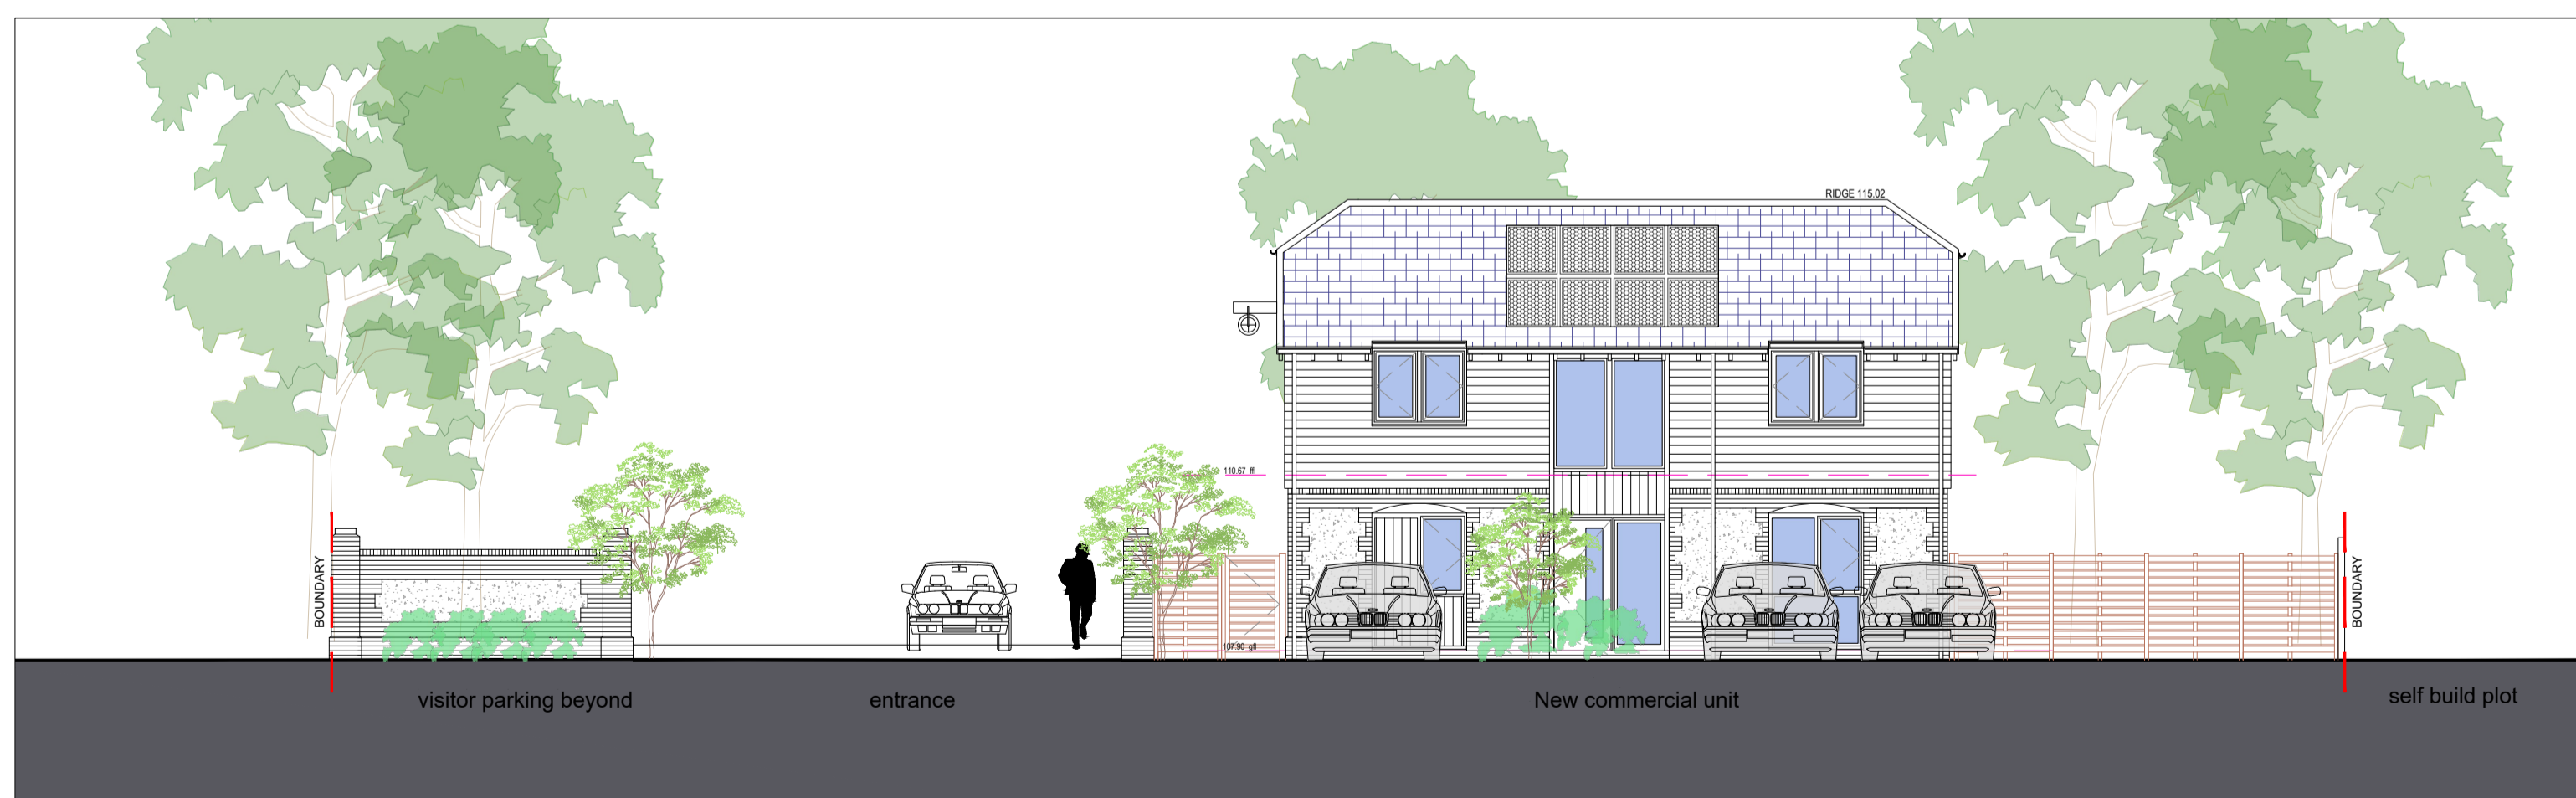 RIDGE 115.02
110.67 ffl
BOUNDARY
BOUNDARY
107.90 gfl
visitor parking beyond
entrance
New commercial unit
self build plot